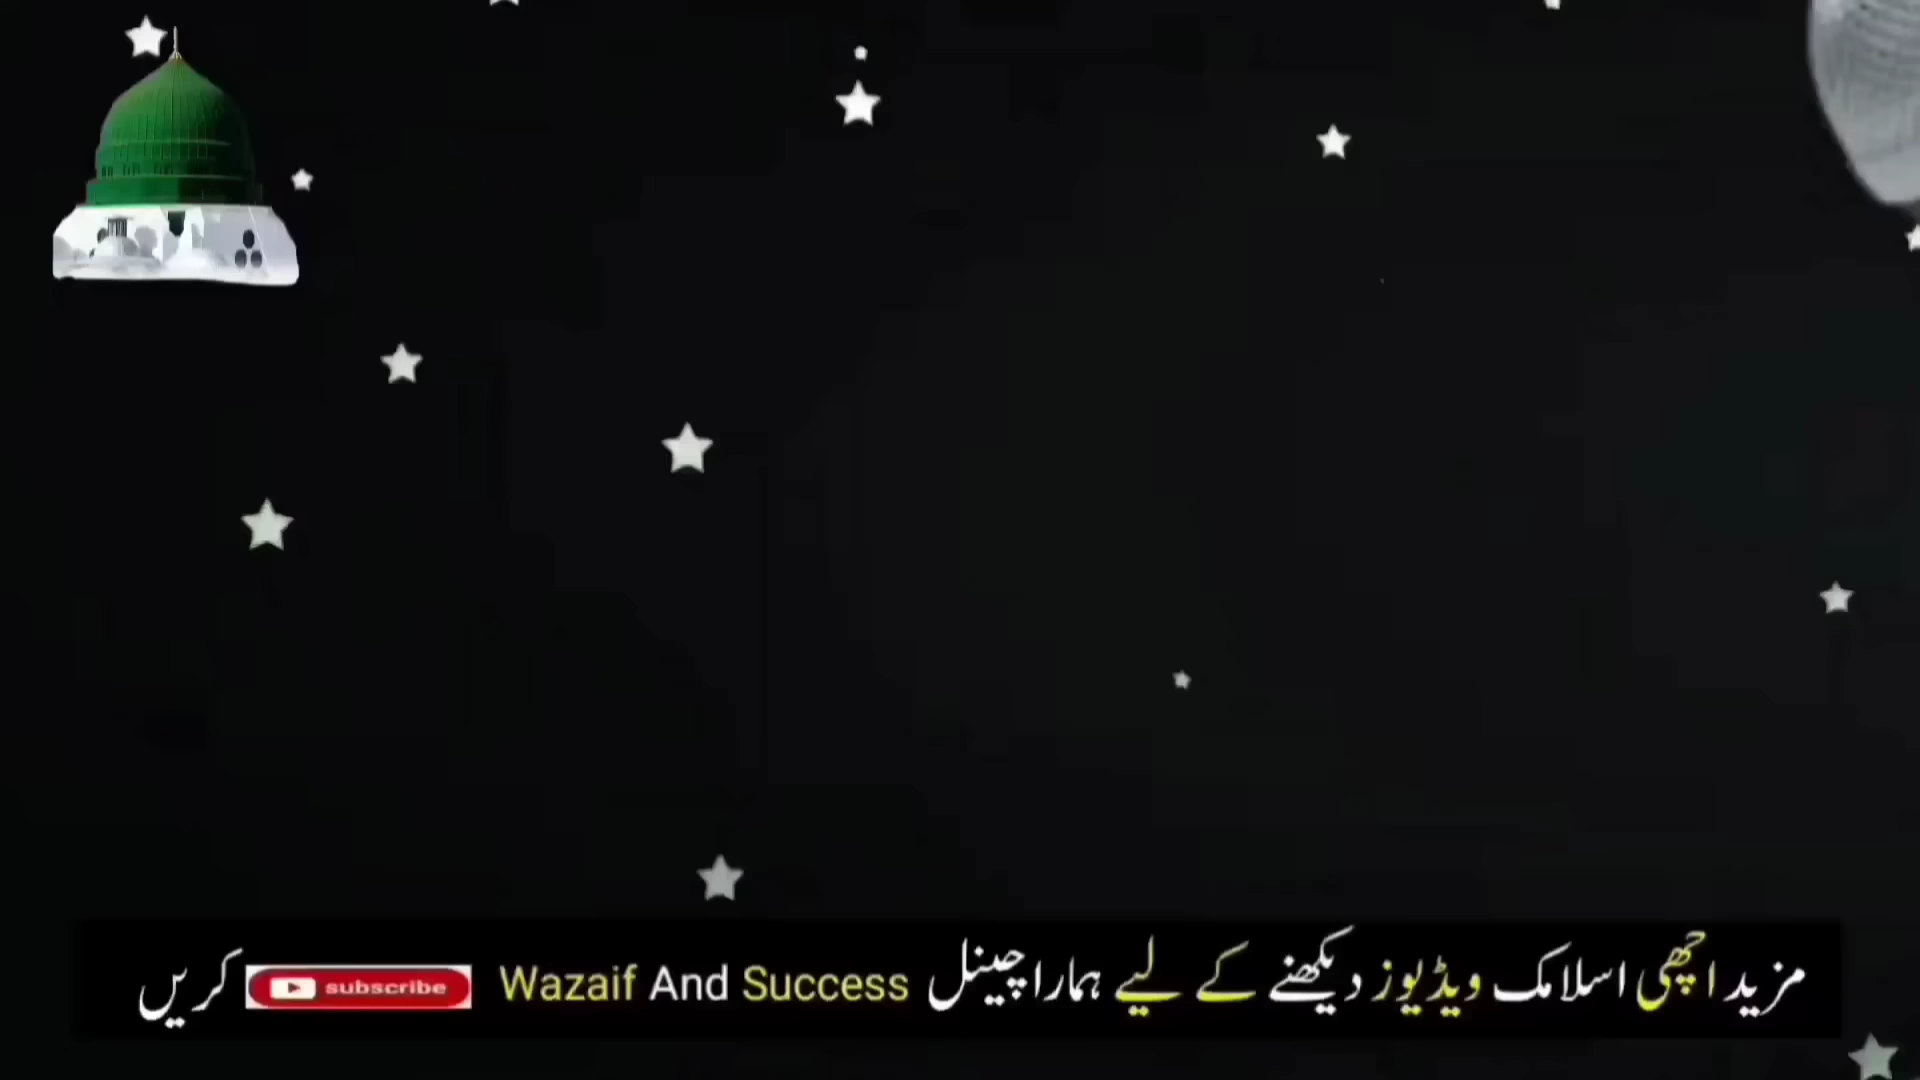 مزید اچھی اسلامک ویڈیوز دیکھنے کے لیے ہمارا چینل Wazaif And Success subscribe کریں